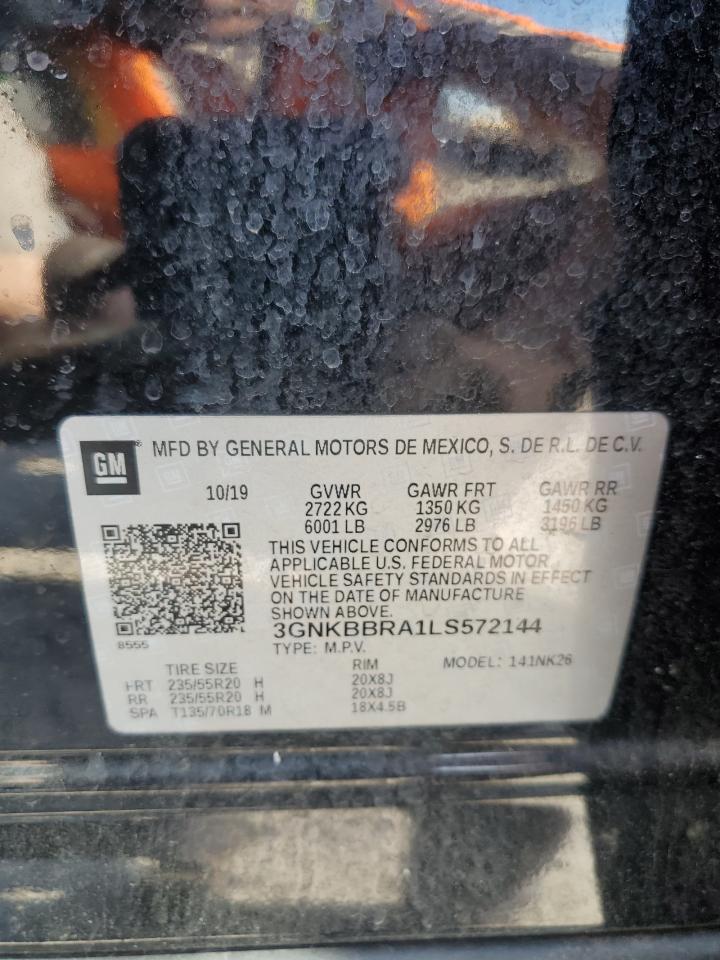 GM ® MFD BY GENERAL MOTORS DE MEXICO, S. DE R.L. DE C.V.
10/19 GVWR GAWR FRT GAWR RR
2722 KG 1350 KG 1450 KG
6001 LB 2976 LB 3196 LB
THIS VEHICLE CONFORMS TO ALL
APPLICABLE U.S. FEDERAL MOTOR
VEHICLE SAFETY STANDARDS IN EFFECT
ON THE DATE OF MANUFACTURE
SHOWN ABOVE.
8555
3GNKBBRA1LS572144
TYPE: M.P.V.
TIRE SIZE RIM MODEL: 141NK26
FRT 235/55R20 H 20X8J
RR 235/55R20 H 20X8J
SPA T135/70R18 M 18X4.5B